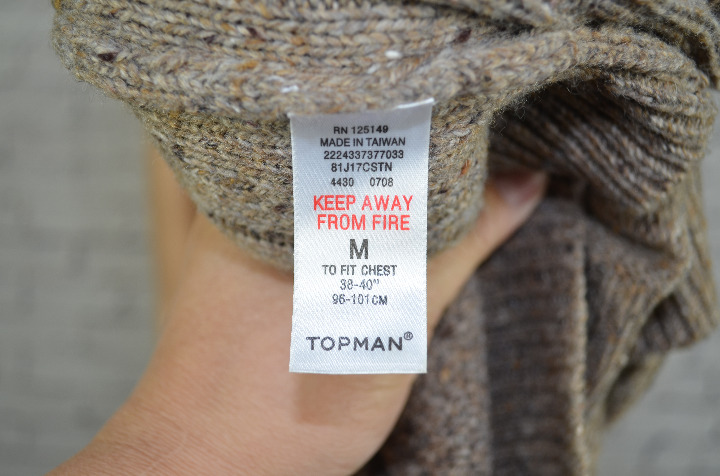 RN 125149
MADE IN TAIWAN
2224337377033
81J17CSTN
4430 0708
KEEP AWAY
FROM FIRE
M
TO FIT CHEST
38-40"
96-101CM
TOPMAN®